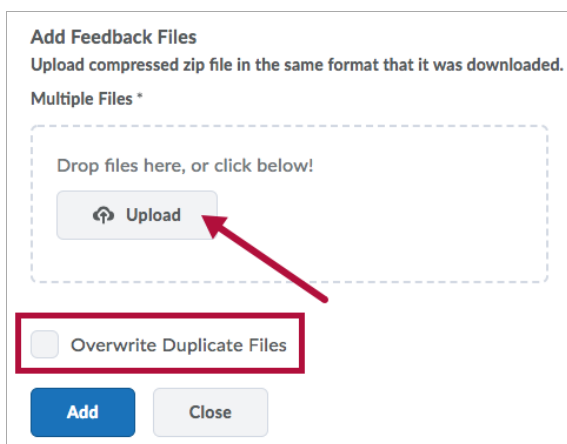 Add Feedback Files
Upload compressed zip file in the same format that it was downloaded.
Multiple Files *
Drop files here, or click below!
Upload
Overwrite Duplicate Files
Add Close